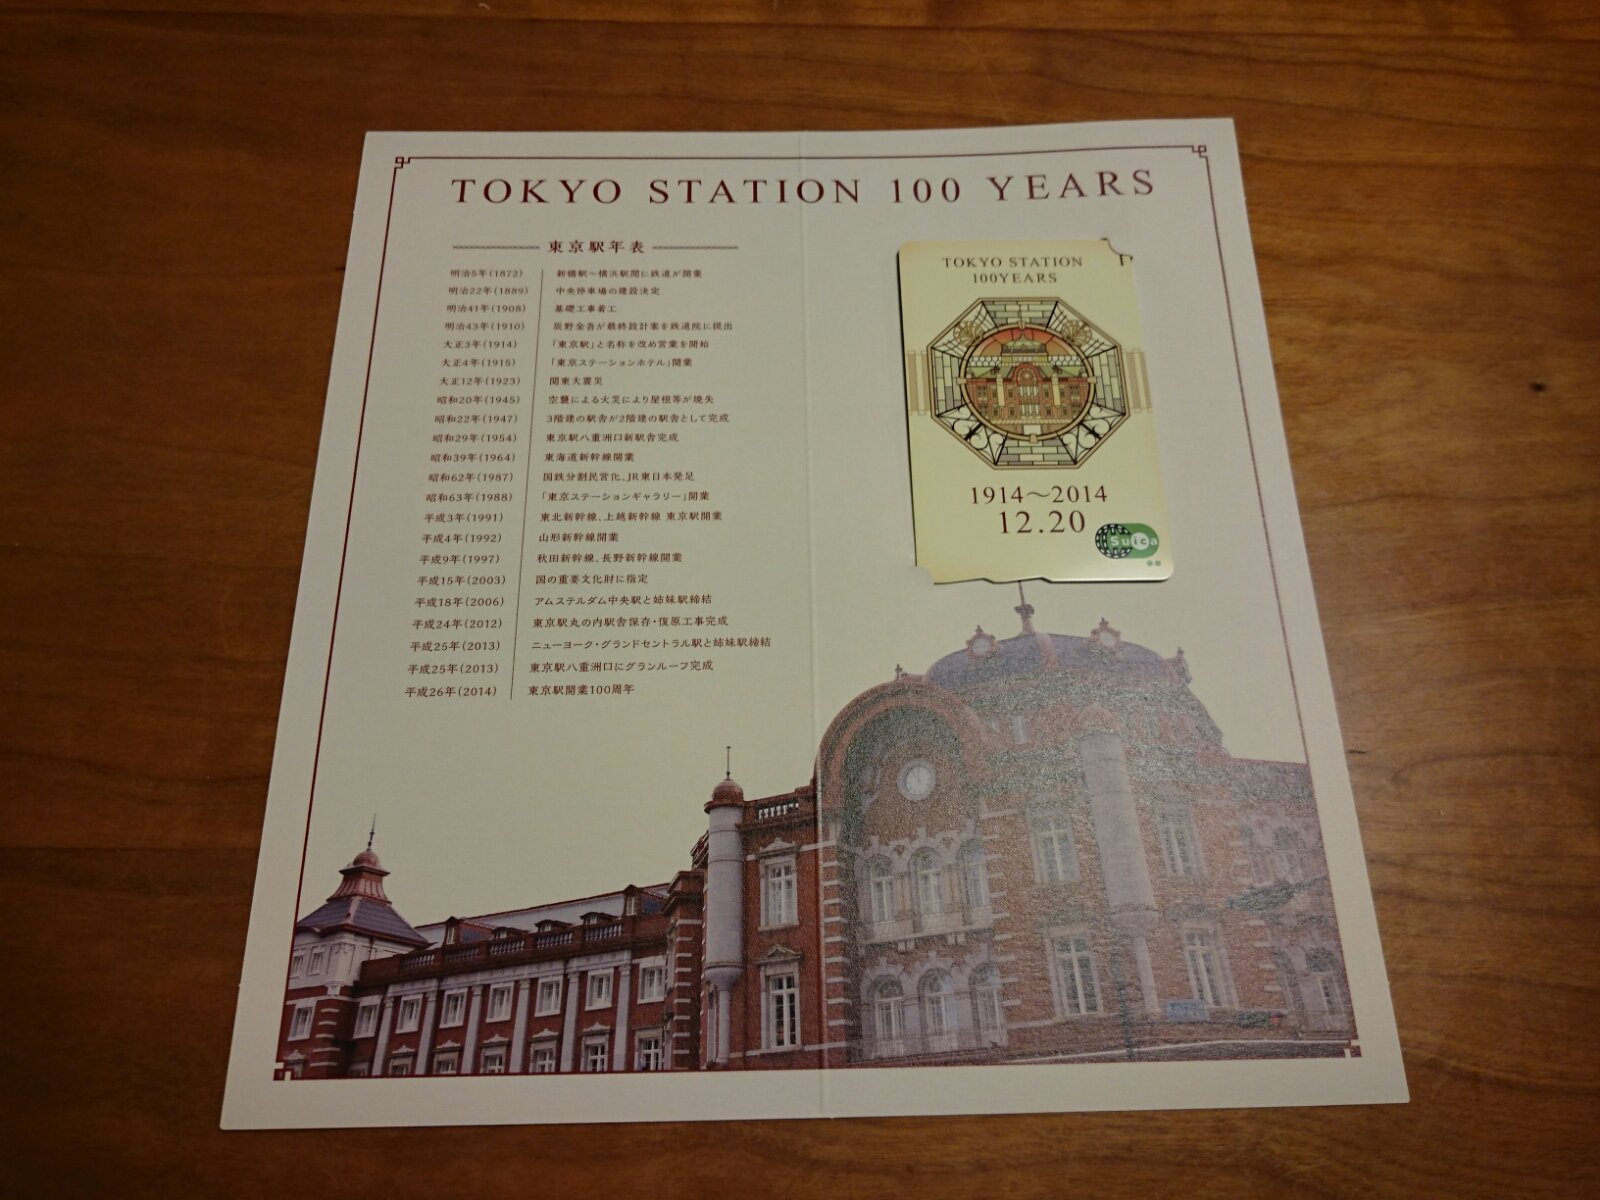 TOKYO STATION 100 YEARS
東京駅年表
明治5年(1872) 新橋駅〜横浜駅間に鉄道が開業
明治22年(1889) 中央停車場の建設決定
明治41年(1908) 基礎工事着工
明治43年(1910) 辰野金吾が最終設計案を鉄道院に提出
大正3年(1914) 「東京駅」と名称を改め営業を開始
大正4年(1915) 「東京ステーションホテル」開業
大正12年(1923) 関東大震災
昭和20年(1945) 空襲による火災により屋根等が焼失
昭和22年(1947) 3階建の駅舎が2階建の駅舎として完成
昭和29年(1954) 東京駅八重洲口新駅舎完成
昭和39年(1964) 東海道新幹線開業
昭和62年(1987) 国鉄分割民営化、JR東日本発足
昭和63年(1988) 「東京ステーションギャラリー」開業
平成3年(1991) 東北新幹線、上越新幹線 東京駅開業
平成4年(1992) 山形新幹線開業
平成9年(1997) 秋田新幹線、長野新幹線開業
平成15年(2003) 国の重要文化財に指定
平成18年(2006) アムステルダム中央駅と姉妹駅締結
平成24年(2012) 東京駅丸の内駅舎保存・復原工事完成
平成25年(2013) ニューヨーク・グランドセントラル駅と姉妹駅締結
平成25年(2013) 東京駅八重洲口にグランルーフ完成
平成26年(2014) 東京駅開業100周年
TOKYO STATION
100YEARS
1914〜2014
12.20
Suica